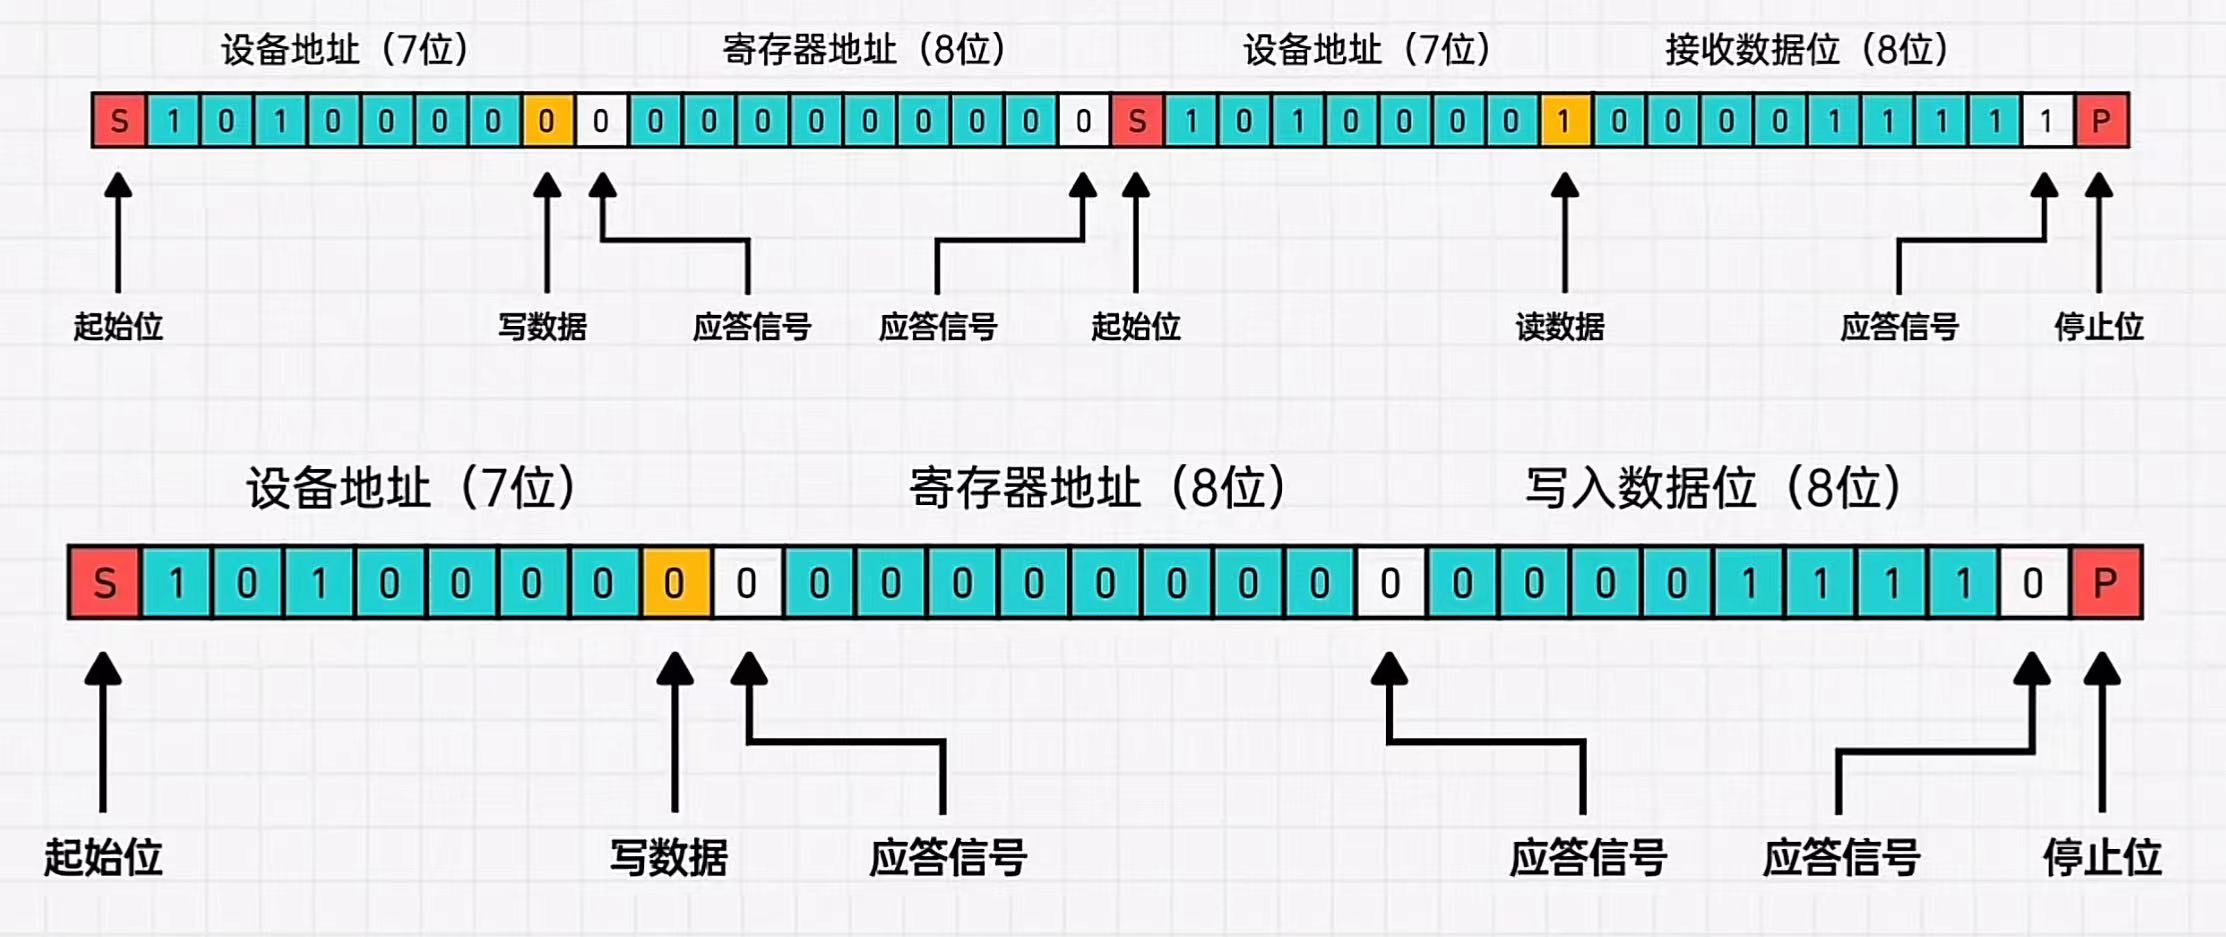 设备地址（7位） 寄存器地址（8位） 设备地址（7位） 接收数据位（8位）
S 1 0 1 0 0 0 0 0 0 0 0 0 0 0 0 0 0 0 S 1 0 1 0 0 0 0 1 0 0 0 0 1 1 1 1 1 P
起始位 写数据 应答信号 应答信号 起始位 读数据 应答信号 停止位
设备地址（7位） 寄存器地址（8位） 写入数据位（8位）
S 1 0 1 0 0 0 0 0 0 0 0 0 0 0 0 0 0 0 0 0 0 0 1 1 1 1 0 P
起始位 写数据 应答信号 应答信号 应答信号 停止位